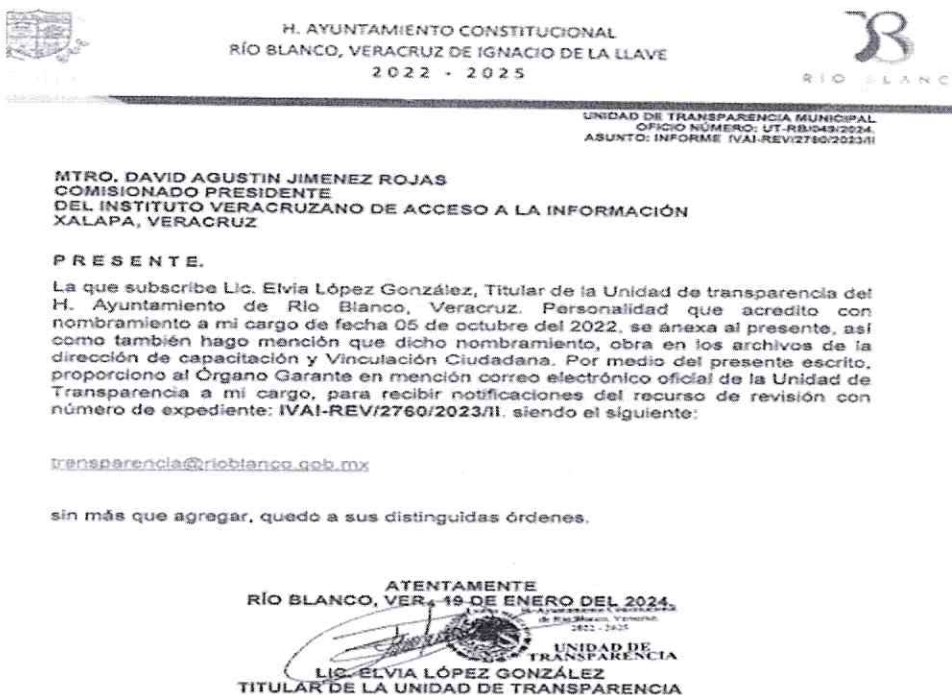 H. AYUNTAMIENTO CONSTITUCIONAL
RÍO BLANCO, VERACRUZ DE IGNACIO DE LA LLAVE
2022 - 2025
RÍO BLANC
UNIDAD DE TRANSPARENCIA MUNICIPAL
OFICIO NÚMERO: UT-RB/049/2024.
ASUNTO: INFORME IVAI-REV/2760/2023/II
MTRO. DAVID AGUSTIN JIMENEZ ROJAS
COMISIONADO PRESIDENTE
DEL INSTITUTO VERACRUZANO DE ACCESO A LA INFORMACIÓN
XALAPA, VERACRUZ
P R E S E N T E.
La que subscribe Lic. Elvia López González, Titular de la Unidad de transparencia del
H. Ayuntamiento de Río Blanco, Veracruz. Personalidad que acredito con
nombramiento a mi cargo de fecha 05 de octubre del 2022, se anexa al presente, así
como también hago mención que dicho nombramiento, obra en los archivos de la
dirección de capacitación y Vinculación Ciudadana. Por medio del presente escrito,
proporciono al Órgano Garante en mención correo electrónico oficial de la Unidad de
Transparencia a mi cargo, para recibir notificaciones del recurso de revisión con
número de expediente: IVAI-REV/2760/2023/II. siendo el siguiente:
transparencia@rioblanco.gob.mx
sin más que agregar, quedo a sus distinguidas órdenes.
ATENTAMENTE
RÍO BLANCO, VER., 19 DE ENERO DEL 2024.
H. Ayuntamiento Constitucional
de Río Blanco, Veracruz
2022 - 2025
UNIDAD DE
TRANSPARENCIA
LIC. ELVIA LÓPEZ GONZÁLEZ
TITULAR DE LA UNIDAD DE TRANSPARENCIA